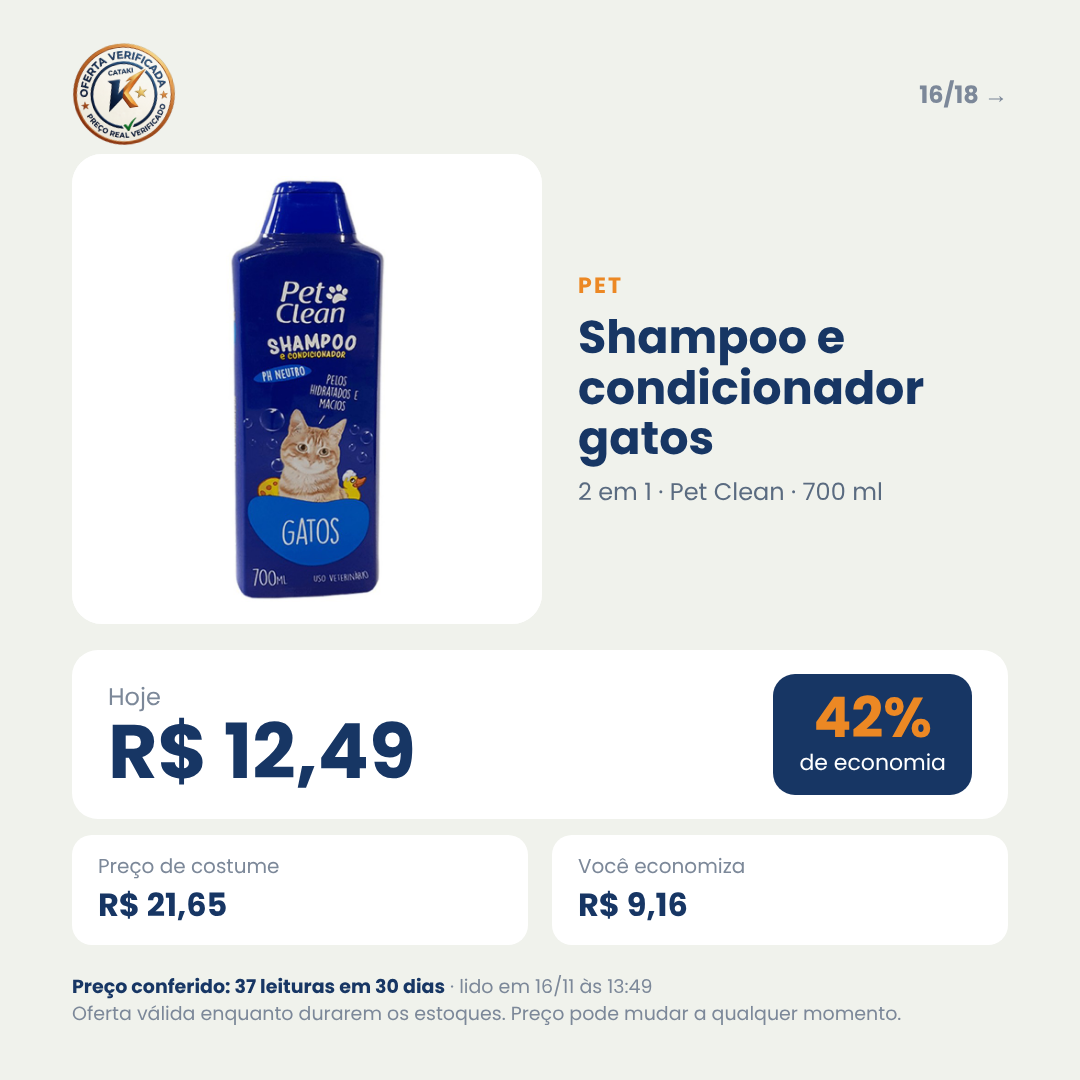 OFERTA VERIFICADA
CATAKI
K
PREÇO REAL VERIFICADO
16/18 →
Pet
Clean
SHAMPOO
e CONDICIONADOR
PH NEUTRO
PELOS
HIDRATADOS E
MACIOS
GATOS
700ML
USO VETERINÁRIO
PET
Shampoo e
condicionador
gatos
2 em 1 · Pet Clean · 700 ml
Hoje
R$ 12,49
42%
de economia
Preço de costume
R$ 21,65
Você economiza
R$ 9,16
Preço conferido: 37 leituras em 30 dias · lido em 16/11 às 13:49
Oferta válida enquanto durarem os estoques. Preço pode mudar a qualquer momento.